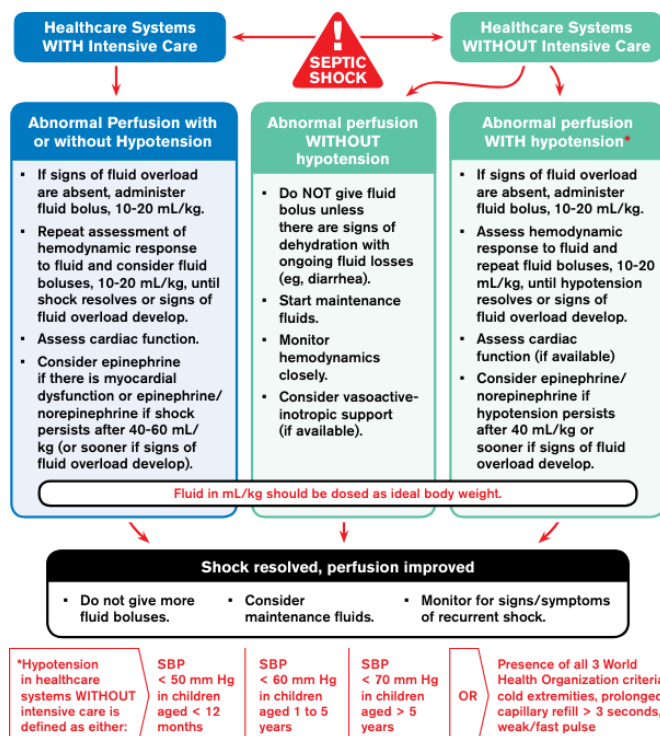 Healthcare Systems
WITH Intensive Care
!
SEPTIC
SHOCK
Healthcare Systems
WITHOUT Intensive Care
Abnormal Perfusion with
or without Hypotension
▪ If signs of fluid overload
are absent, administer
fluid bolus, 10-20 mL/kg.
▪ Repeat assessment of
hemodynamic response
to fluid and consider fluid
boluses, 10-20 mL/kg, until
shock resolves or signs of
fluid overload develop.
▪ Assess cardiac function.
▪ Consider epinephrine
if there is myocardial
dysfunction or epinephrine/
norepinephrine if shock
persists after 40-60 mL/
kg (or sooner if signs of
fluid overload develop).
Abnormal perfusion
WITHOUT
hypotension
▪ Do NOT give fluid
bolus unless
there are signs of
dehydration with
ongoing fluid losses
(eg, diarrhea).
▪ Start maintenance
fluids.
▪ Monitor
hemodynamics
closely.
▪ Consider vasoactive-
inotropic support
(if available).
Abnormal perfusion
WITH hypotension*
▪ If signs of fluid overload
are absent, administer
fluid bolus, 10-20 mL/kg.
▪ Assess hemodynamic
response to fluid and
repeat fluid boluses, 10-20
mL/kg, until hypotension
resolves or signs of
fluid overload develop.
▪ Assess cardiac
function (if available)
▪ Consider epinephrine/
norepinephrine if
hypotension persists
after 40 mL/kg or
sooner if signs of fluid
overload develop.
Fluid in mL/kg should be dosed as ideal body weight.
Shock resolved, perfusion improved
▪ Do not give more
fluid boluses.
▪ Consider
maintenance fluids.
▪ Monitor for signs/symptoms
of recurrent shock.
*Hypotension
in healthcare
systems WITHOUT
intensive care is
defined as either:
SBP
< 50 mm Hg
in children
aged < 12
months
SBP
< 60 mm Hg
in children
aged 1 to 5
years
SBP
< 70 mm Hg
in children
aged > 5
years
OR
Presence of all 3 World
Health Organization criteria
cold extremities, prolonged
capillary refill > 3 seconds,
weak/fast pulse